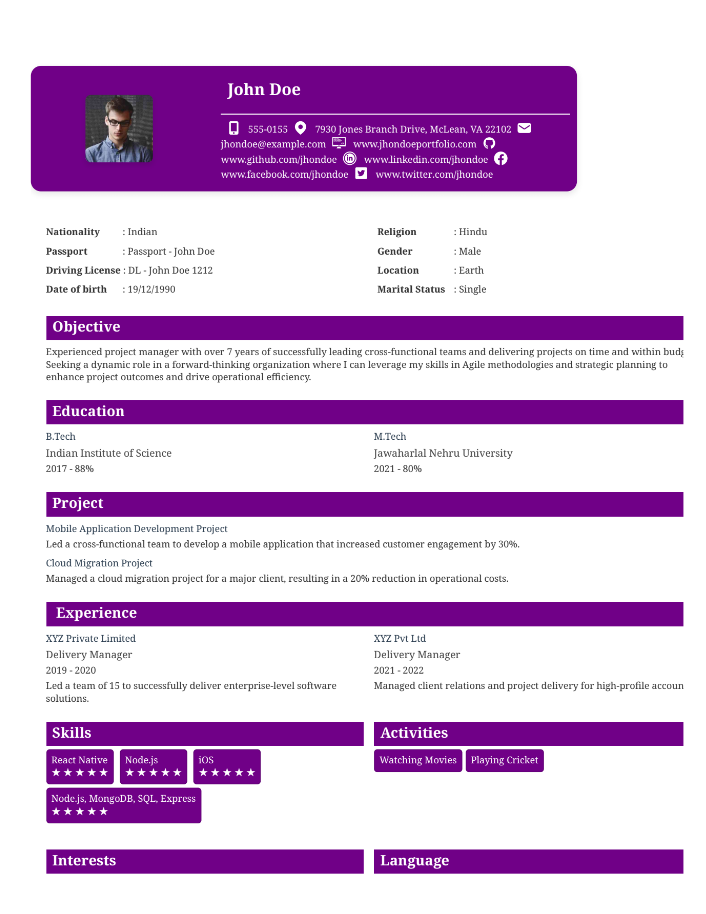 John Doe
555-0155 7930 Jones Branch Drive, McLean, VA 22102
jhondoe@example.com www.jhondoeportfolio.com
www.github.com/jhondoe www.linkedin.com/jhondoe
www.facebook.com/jhondoe www.twitter.com/jhondoe
Nationality : Indian
Passport : Passport - John Doe
Driving License : DL - John Doe 1212
Date of birth : 19/12/1990
Religion : Hindu
Gender : Male
Location : Earth
Marital Status : Single
Objective
Experienced project manager with over 7 years of successfully leading cross-functional teams and delivering projects on time and within budg
Seeking a dynamic role in a forward-thinking organization where I can leverage my skills in Agile methodologies and strategic planning to
enhance project outcomes and drive operational efficiency.
Education
B.Tech
Indian Institute of Science
2017 - 88%
M.Tech
Jawaharlal Nehru University
2021 - 80%
Project
Mobile Application Development Project
Led a cross-functional team to develop a mobile application that increased customer engagement by 30%.
Cloud Migration Project
Managed a cloud migration project for a major client, resulting in a 20% reduction in operational costs.
Experience
XYZ Private Limited
Delivery Manager
2019 - 2020
Led a team of 15 to successfully deliver enterprise-level software
solutions.
XYZ Pvt Ltd
Delivery Manager
2021 - 2022
Managed client relations and project delivery for high-profile accoun
Skills
React Native
★★★★★
Node.js
★★★★★
iOS
★★★★★
Node.js, MongoDB, SQL, Express
★★★★★
Activities
Watching Movies
Playing Cricket
Interests
Language